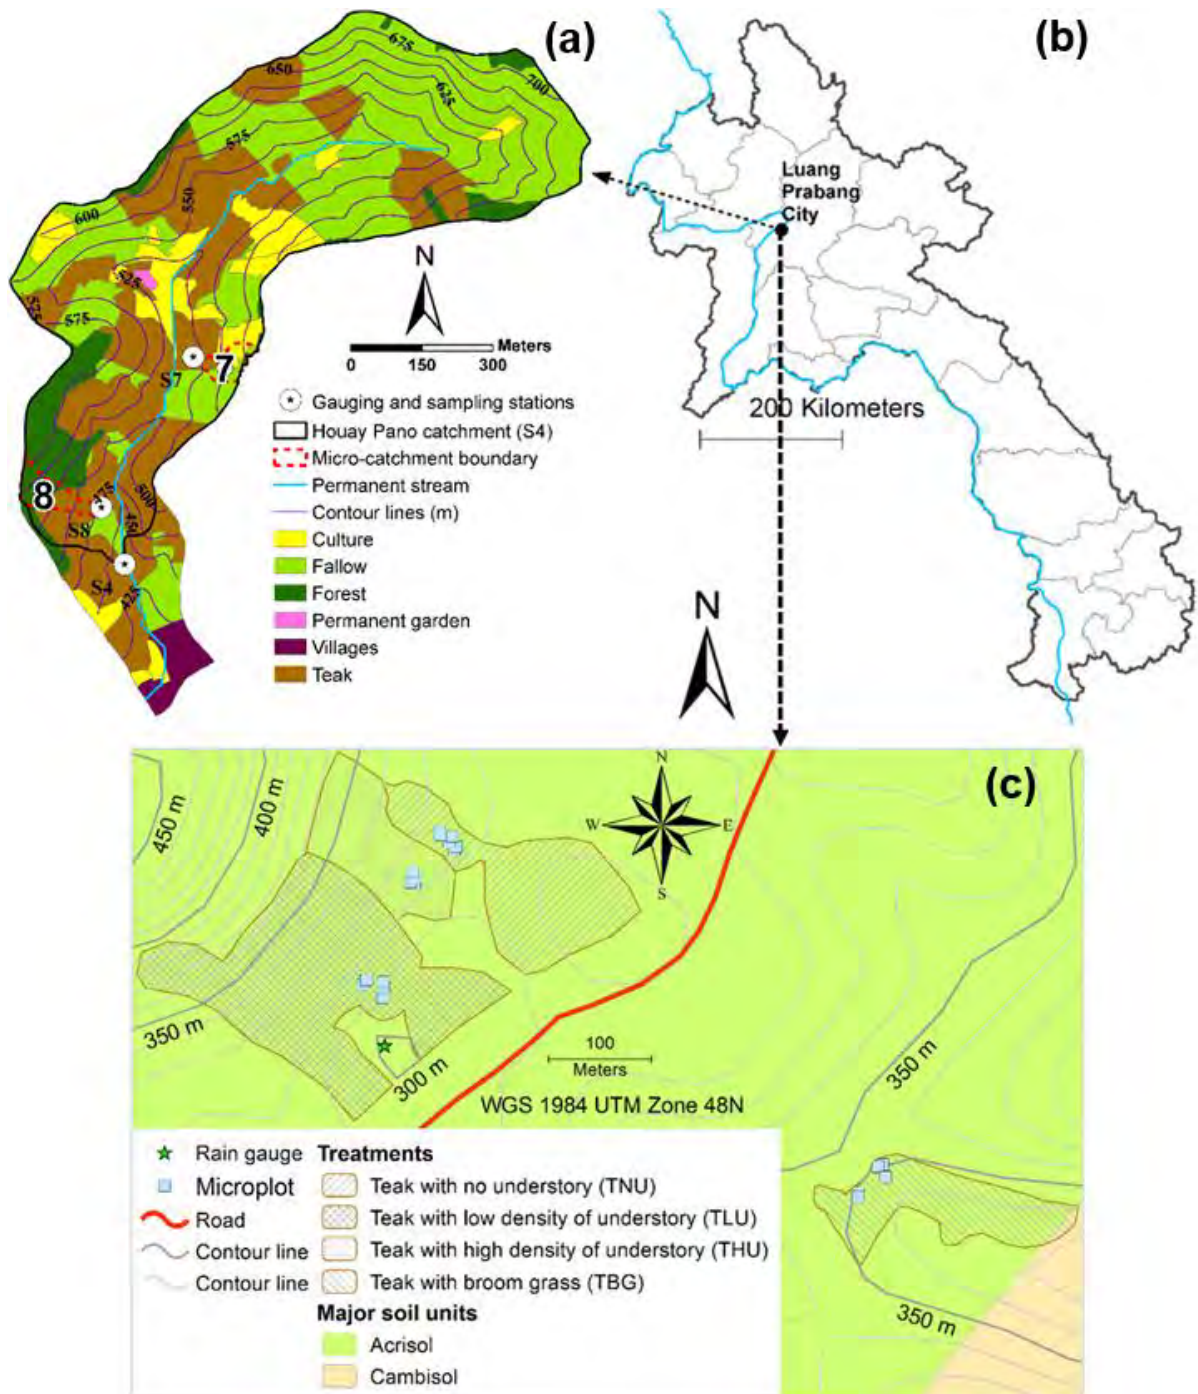 (a)
675
650
700
625
575
550
600
525
525
575
N
Meters
0 150 300
7
S7
Gauging and sampling stations
Houay Pano catchment (S4)
Micro-catchment boundary
Permanent stream
Contour lines (m)
Culture
Fallow
Forest
Permanent garden
Villages
Teak
8
475
500
S8
450
S4
425
(b)
Luang
Prabang
City
200 Kilometers
N
(c)
450 m
400 m
N
W E
S
350 m
300 m
100
Meters
WGS 1984 UTM Zone 48N
350 m
350 m
Rain gauge
Microplot
Road
Contour line
Contour line
Treatments
Teak with no understory (TNU)
Teak with low density of understory (TLU)
Teak with high density of understory (THU)
Teak with broom grass (TBG)
Major soil units
Acrisol
Cambisol